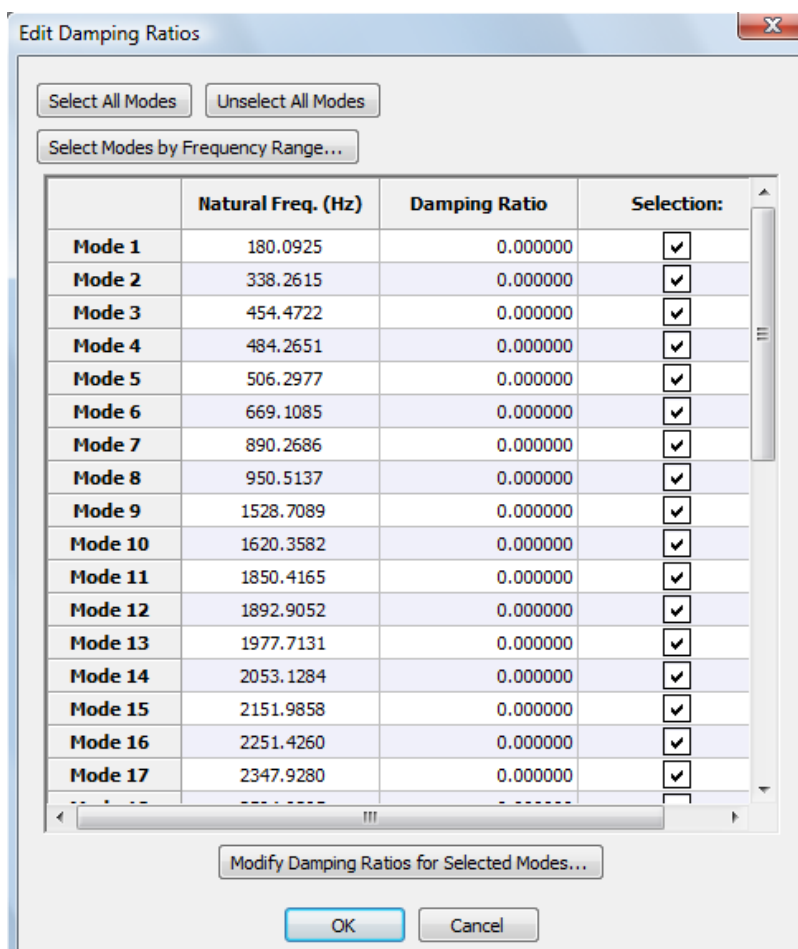 Edit Damping Ratios
Select All Modes Unselect All Modes
Select Modes by Frequency Range...
Natural Freq. (Hz) Damping Ratio Selection:
Mode 1 180.0925 0.000000
Mode 2 338.2615 0.000000
Mode 3 454.4722 0.000000
Mode 4 484.2651 0.000000
Mode 5 506.2977 0.000000
Mode 6 669.1085 0.000000
Mode 7 890.2686 0.000000
Mode 8 950.5137 0.000000
Mode 9 1528.7089 0.000000
Mode 10 1620.3582 0.000000
Mode 11 1850.4165 0.000000
Mode 12 1892.9052 0.000000
Mode 13 1977.7131 0.000000
Mode 14 2053.1284 0.000000
Mode 15 2151.9858 0.000000
Mode 16 2251.4260 0.000000
Mode 17 2347.9280 0.000000
Modify Damping Ratios for Selected Modes...
OK Cancel